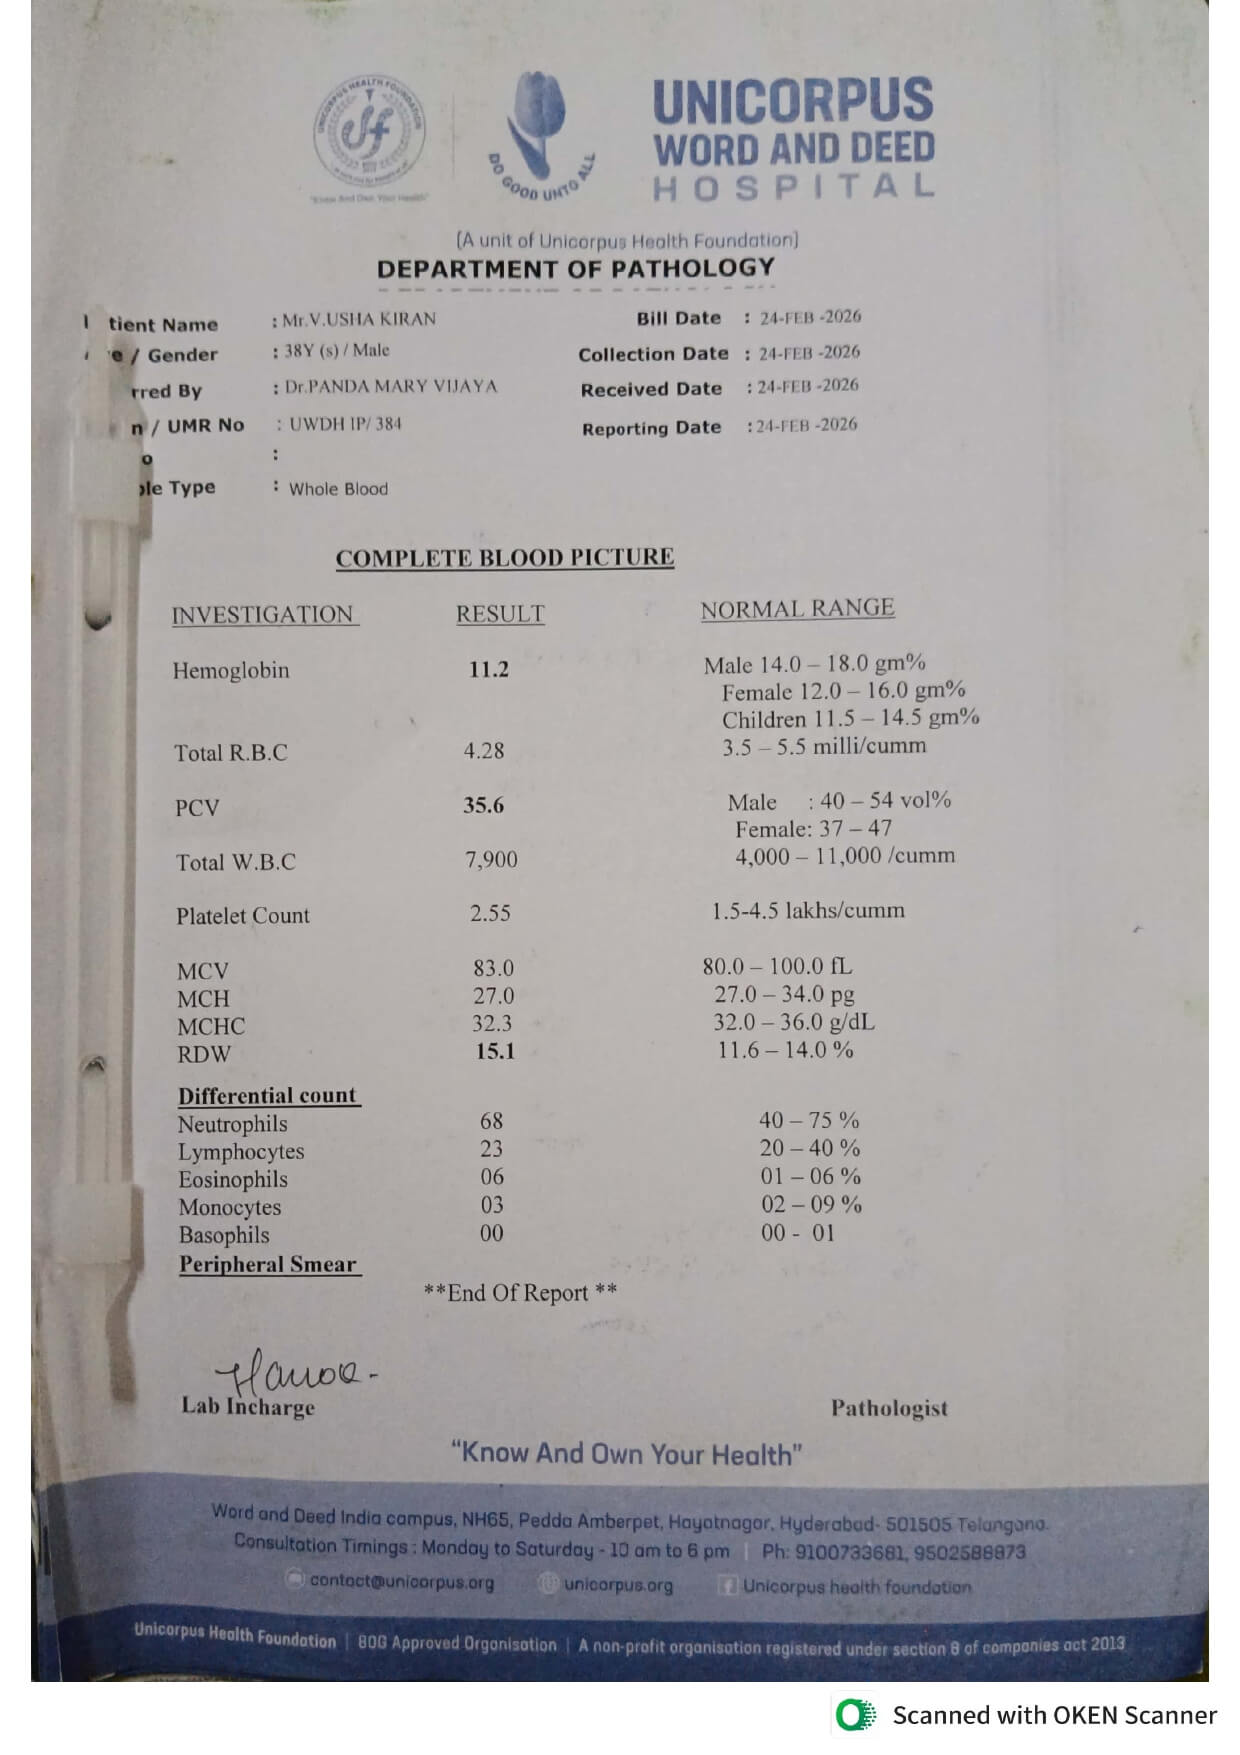 UNICORPUS HEALTH FOUNDATION
"Know And Own Your Health"
DO GOOD UNTO ALL
UNICORPUS
WORD AND DEED
HOSPITAL
(A unit of Unicorpus Health Foundation)
DEPARTMENT OF PATHOLOGY
tient Name : Mr.V.USHA KIRAN Bill Date : 24-FEB -2026
e / Gender : 38Y (s) / Male Collection Date : 24-FEB -2026
rred By : Dr.PANDA MARY VIJAYA Received Date : 24-FEB -2026
n / UMR No : UWDH IP/ 384 Reporting Date : 24-FEB -2026
o :
le Type : Whole Blood
COMPLETE BLOOD PICTURE
INVESTIGATION RESULT NORMAL RANGE
Hemoglobin 11.2 Male 14.0 – 18.0 gm%
Female 12.0 – 16.0 gm%
Children 11.5 – 14.5 gm%
Total R.B.C 4.28 3.5 – 5.5 milli/cumm
PCV 35.6 Male : 40 – 54 vol%
Female: 37 – 47
Total W.B.C 7,900 4,000 – 11,000 /cumm
Platelet Count 2.55 1.5-4.5 lakhs/cumm
MCV 83.0 80.0 – 100.0 fL
MCH 27.0 27.0 – 34.0 pg
MCHC 32.3 32.0 – 36.0 g/dL
RDW 15.1 11.6 – 14.0 %
Differential count
Neutrophils 68 40 – 75 %
Lymphocytes 23 20 – 40 %
Eosinophils 06 01 – 06 %
Monocytes 03 02 – 09 %
Basophils 00 00 - 01
Peripheral Smear
**End Of Report **
Lab Incharge Pathologist
"Know And Own Your Health"
Word and Deed India campus, NH65, Pedda Amberpet, Hayatnagar, Hyderabad- 501505 Telangana.
Consultation Timings : Monday to Saturday - 10 am to 6 pm | Ph: 9100733681, 9502588873
contact@unicorpus.org unicorpus.org Unicorpus health foundation
Unicorpus Health Foundation | 80G Approved Organisation | A non-profit organisation registered under section 8 of companies act 2013
Scanned with OKEN Scanner